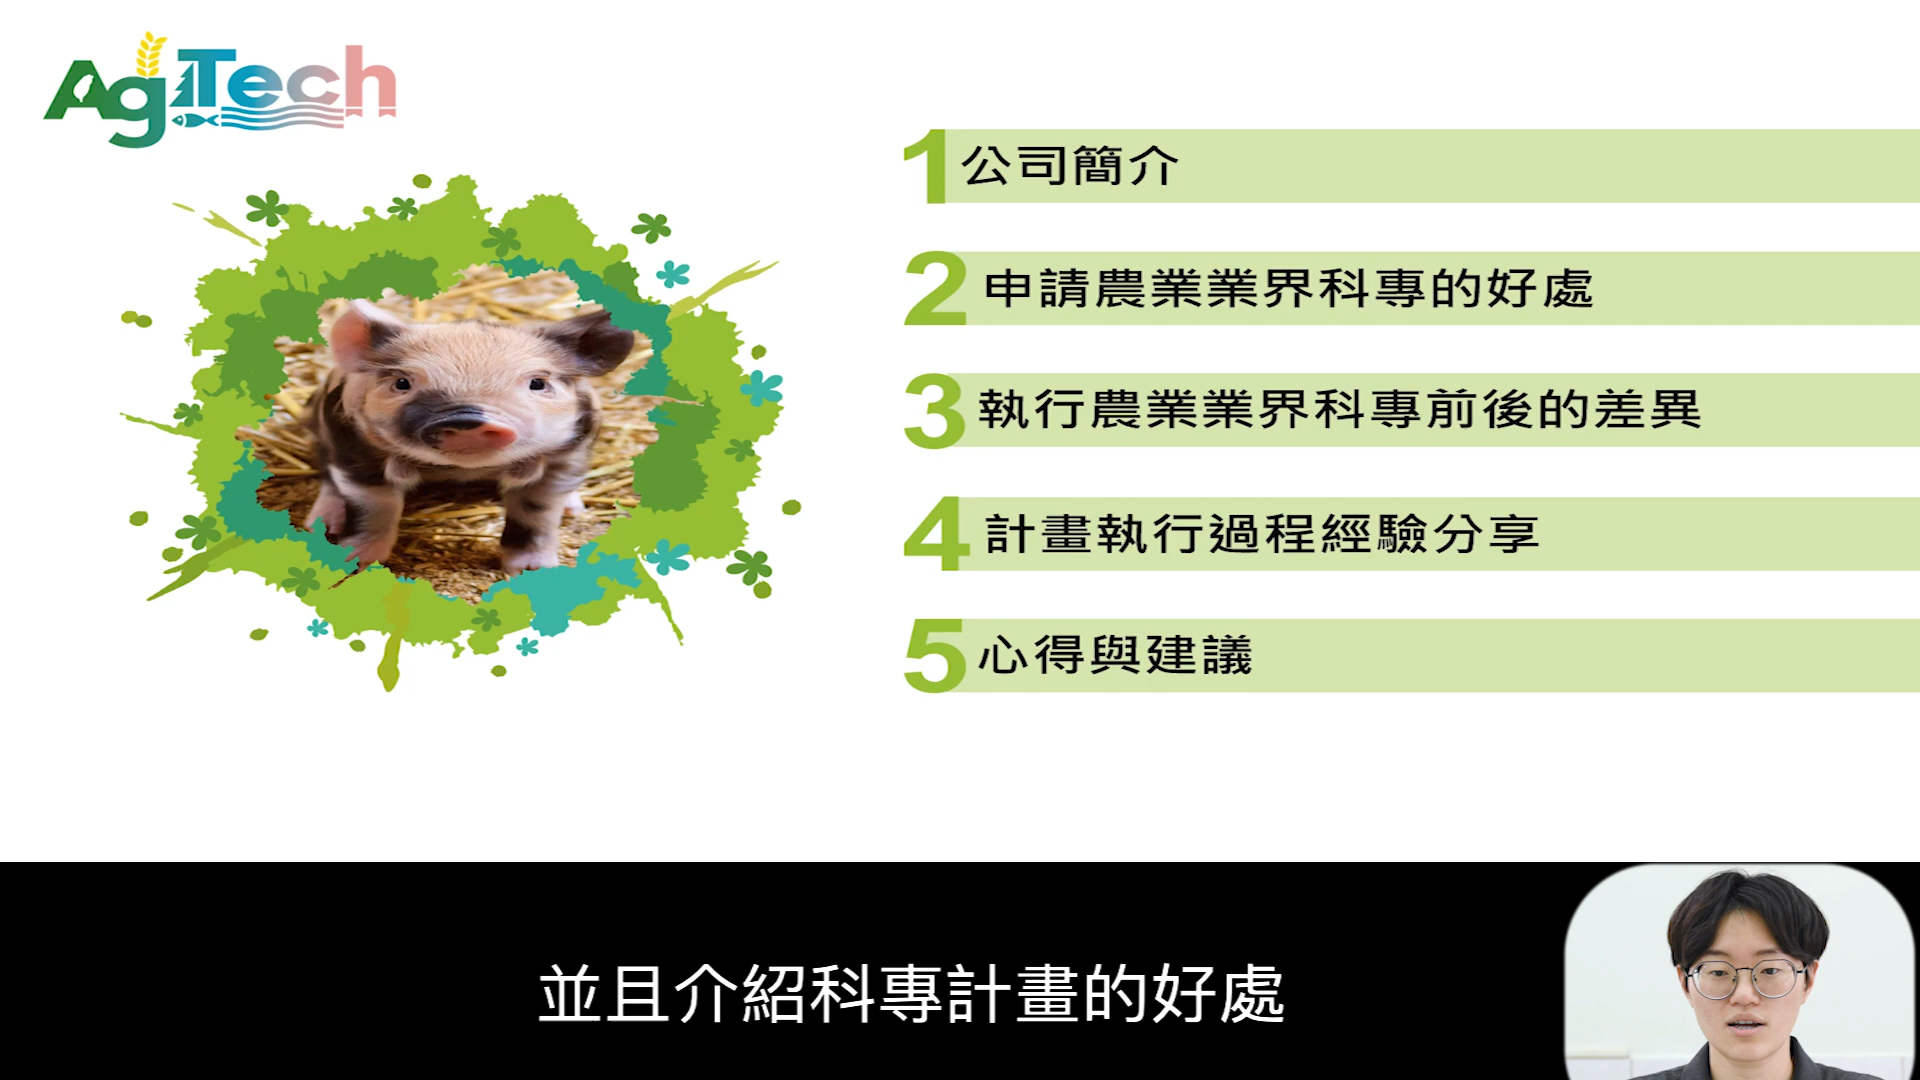 AgiTech
1 公司簡介
2 申請農業業界科專的好處
3 執行農業業界科專前後的差異
4 計畫執行過程經驗分享
5 心得與建議
並且介紹科專計畫的好處